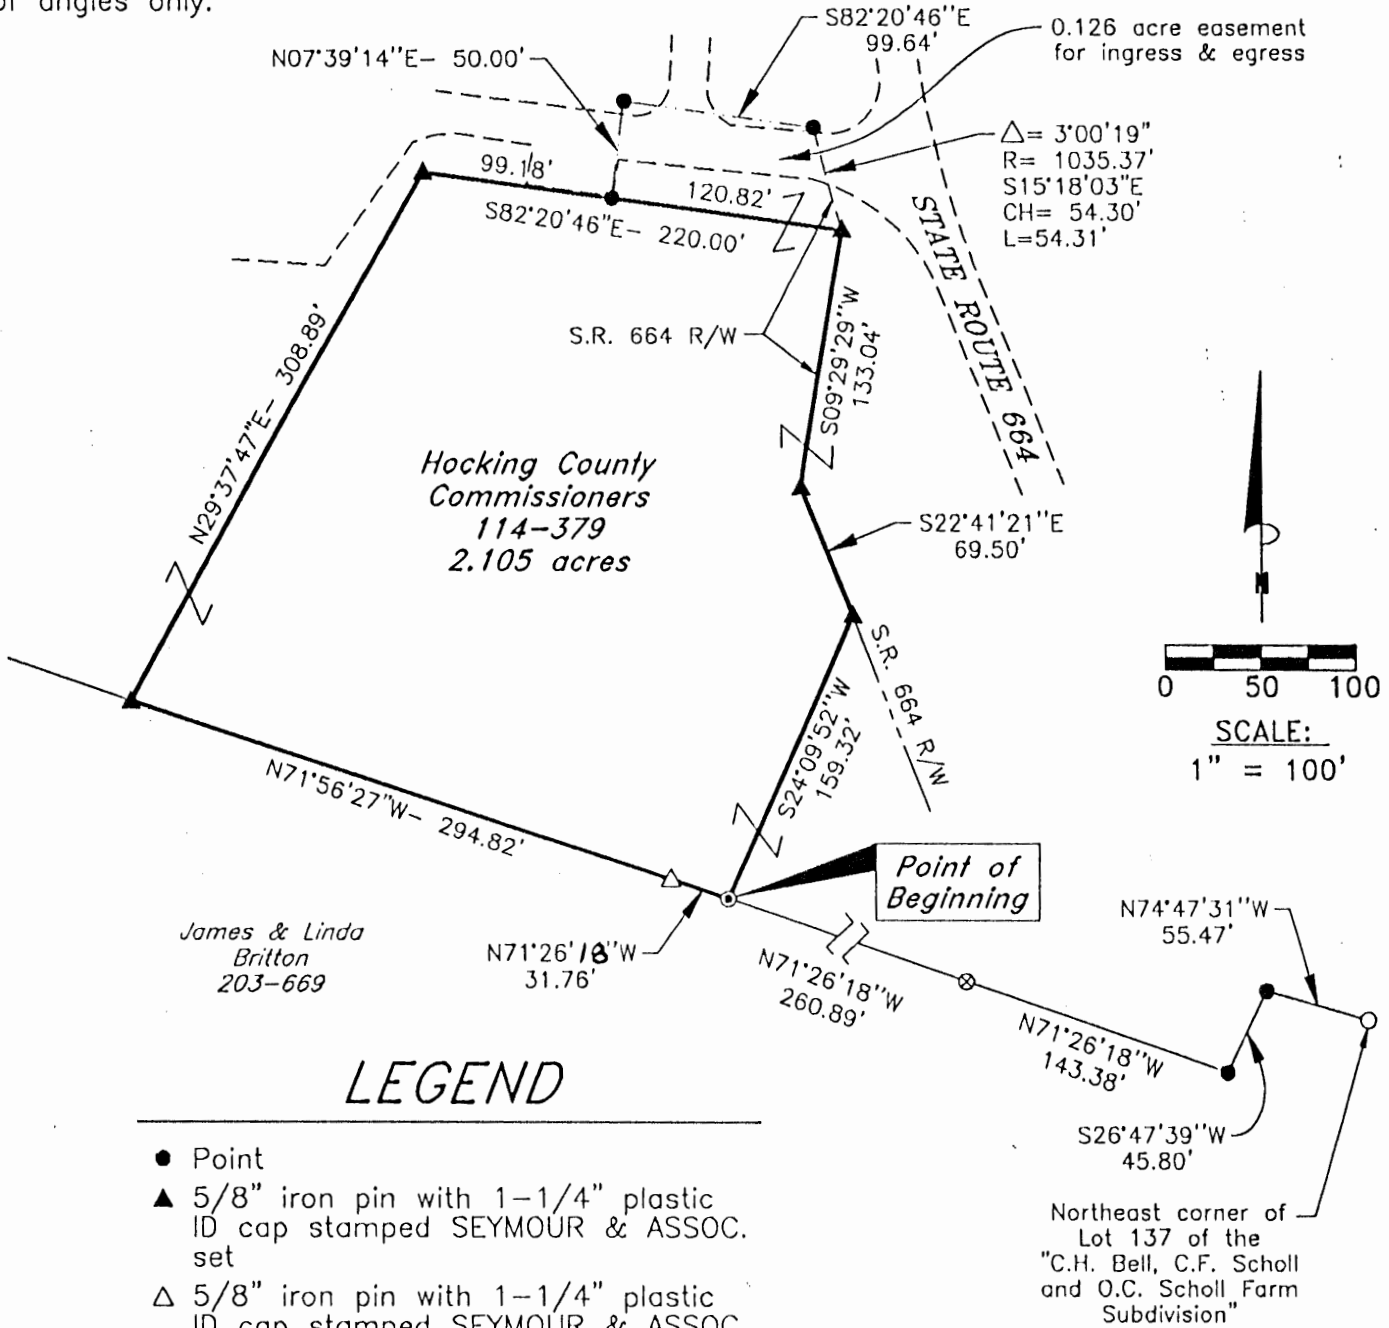 of angles only.
S82°20'46"E
99.64'
0.126 acre easement
for ingress & egress
N07°39'14"E- 50.00'
△= 3°00'19"
R= 1035.37'
S15°18'03"E
CH= 54.30'
L=54.31'
99.18'
120.82'
S82°20'46"E- 220.00'
STATE ROUTE 664
S.R. 664 R/W
S09°29'29"W
133.04'
N29°37'47"E- 308.89'
Hocking County
Commissioners
114-379
2.105 acres
S22°41'21"E
69.50'
N
0 50 100
SCALE:
1" = 100'
S.R. 664 R/W
S24°09'52"W
159.32'
N71°56'27"W- 294.82'
Point of
Beginning
James & Linda
Britton
203-669
N71°26'18"W
31.76'
N71°26'18"W
260.89'
N74°47'31"W
55.47'
N71°26'18"W
143.38'
S26°47'39"W
45.80'
Northeast corner of
Lot 137 of the
"C.H. Bell, C.F. Scholl
and O.C. Scholl Farm
Subdivision"
LEGEND
● Point
▲ 5/8" iron pin with 1-1/4" plastic
ID cap stamped SEYMOUR & ASSOC.
set
△ 5/8" iron pin with 1-1/4" plastic
ID cap stamped SEYMOUR & ASSOC.